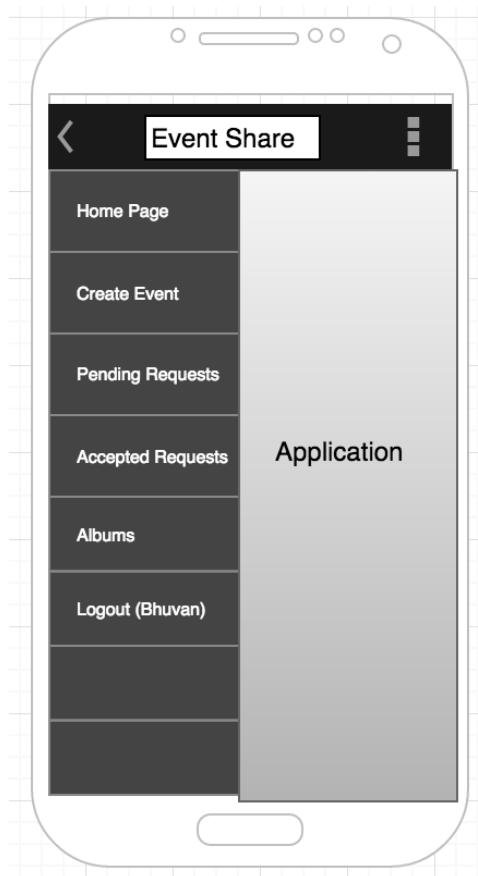 Event Share
Home Page
Create Event
Pending Requests
Accepted Requests
Albums
Logout (Bhuvan)
Application